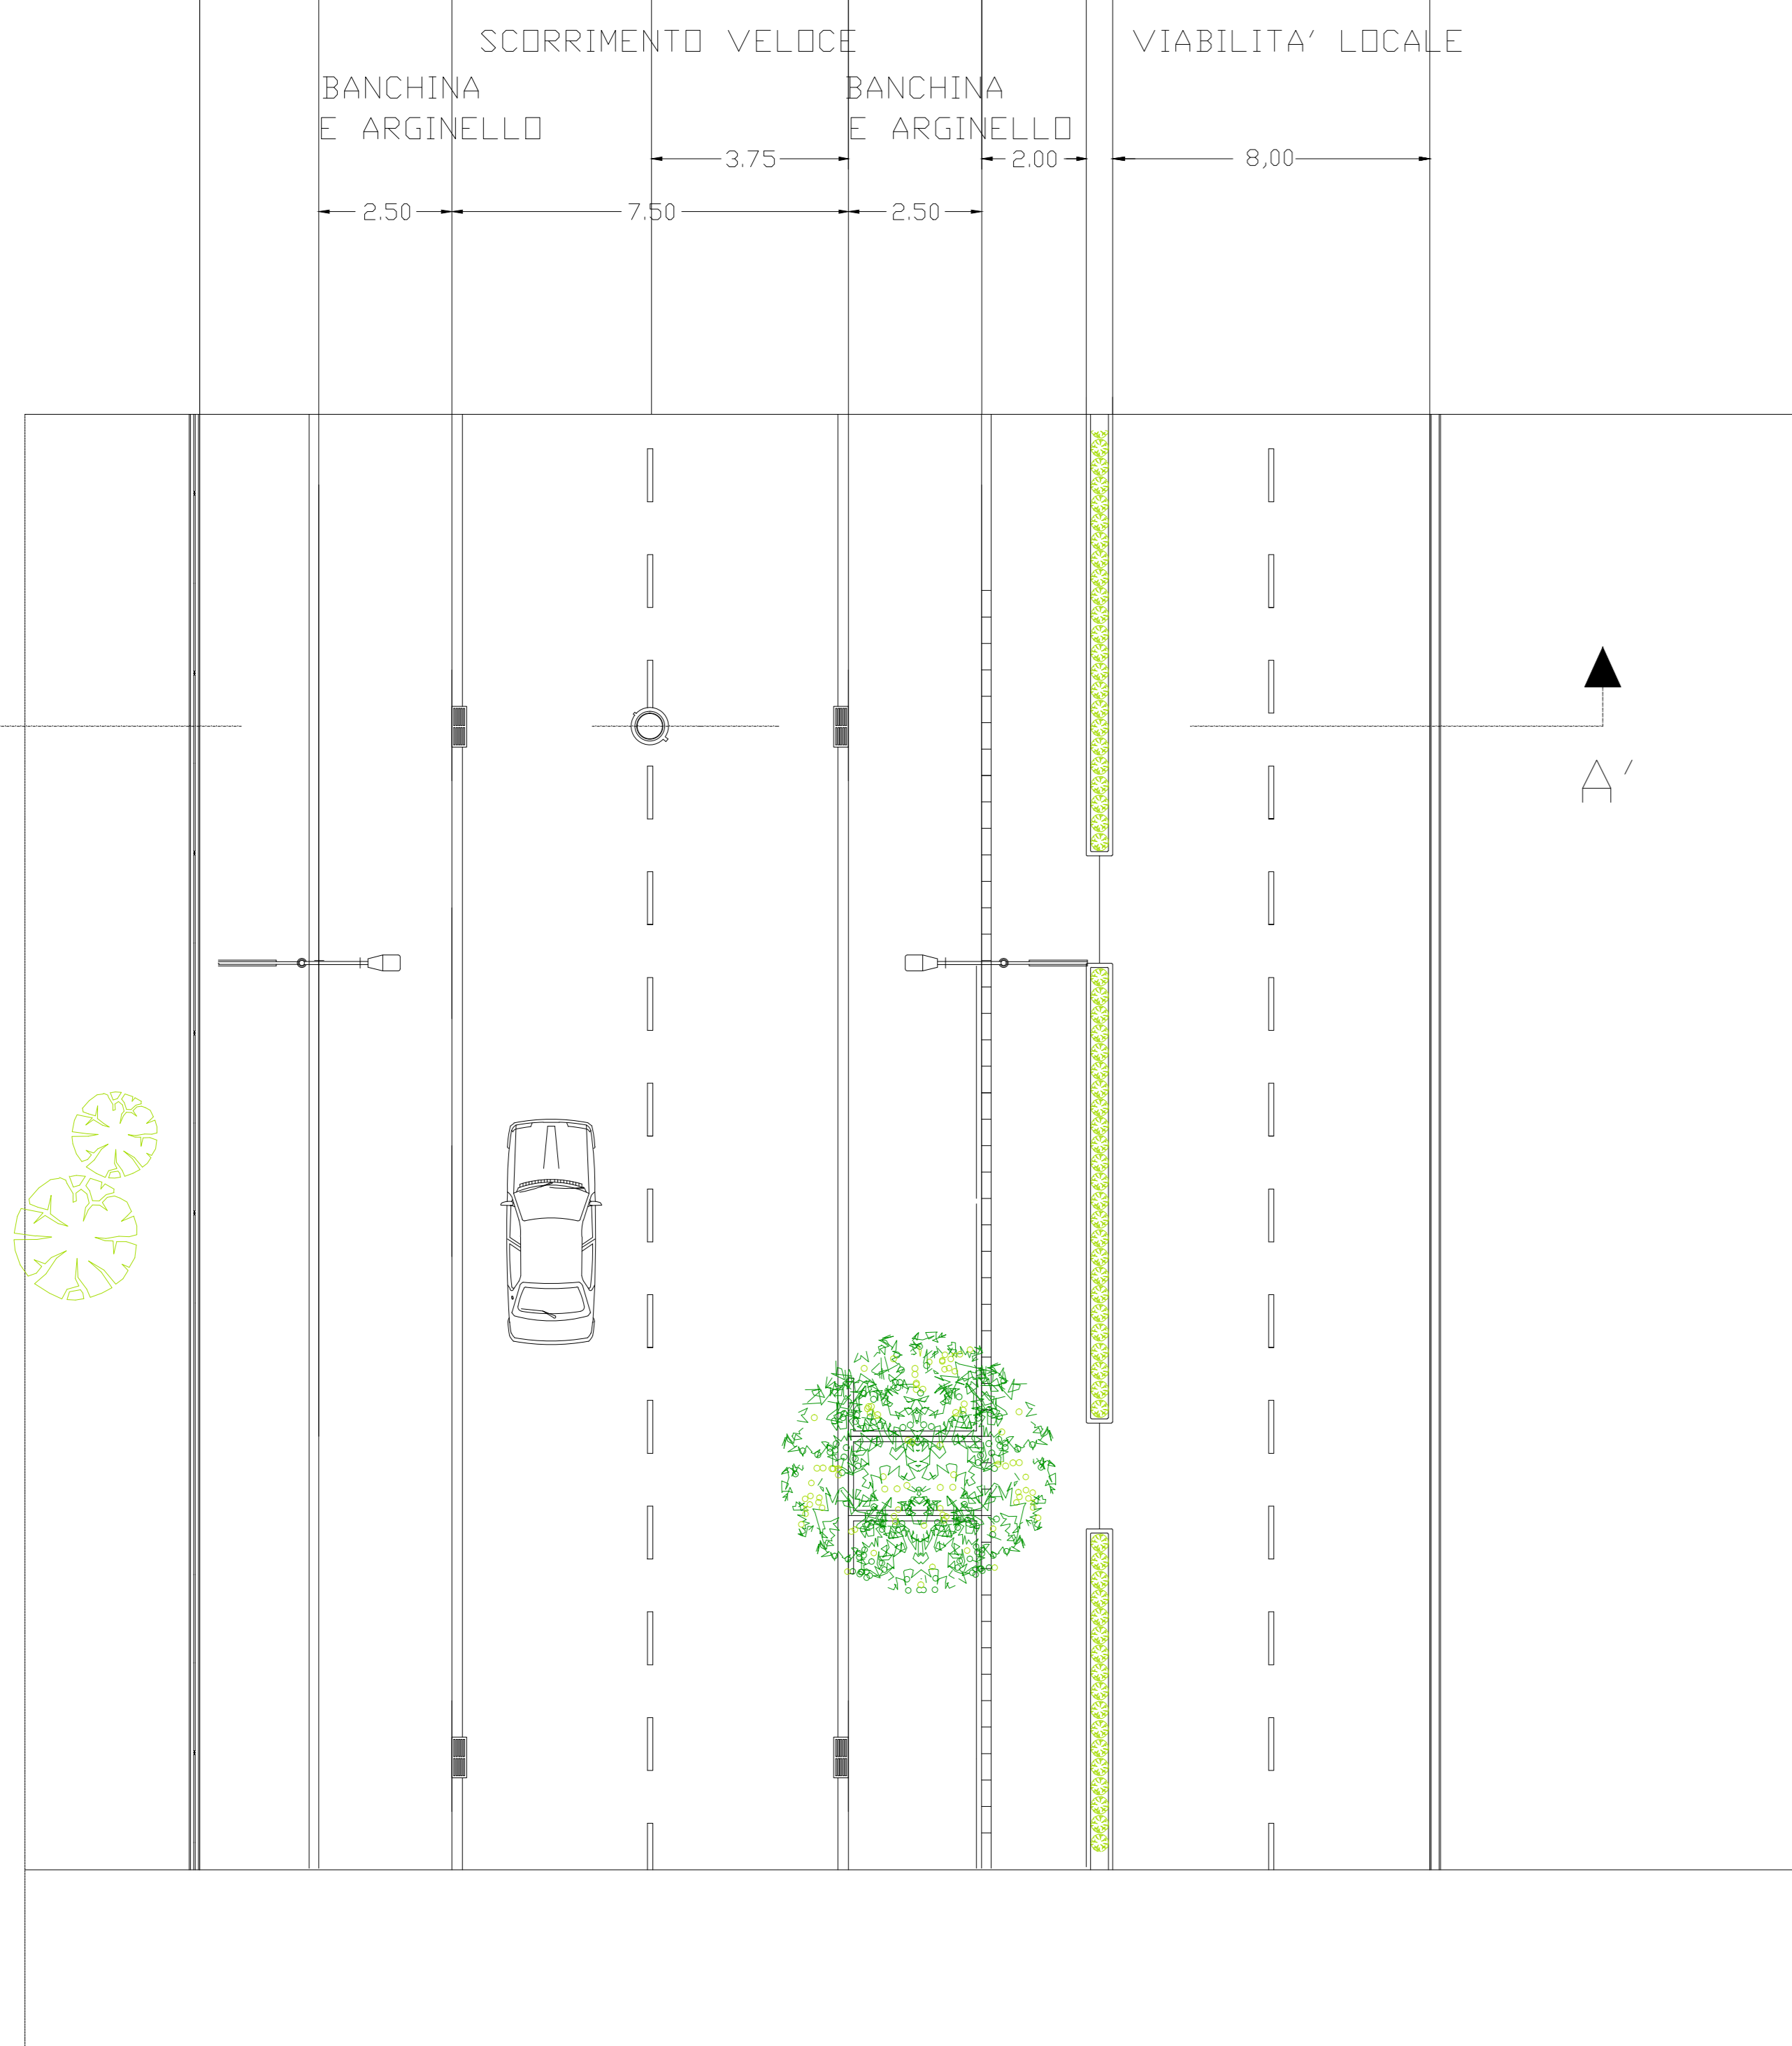 SCORRIMENTO VELOCE
VIABILITA' LOCALE
BANCHINA
E ARGINELLO
BANCHINA
E ARGINELLO
3.75
2.00
8,00
2.50
7.50
2.50
A'